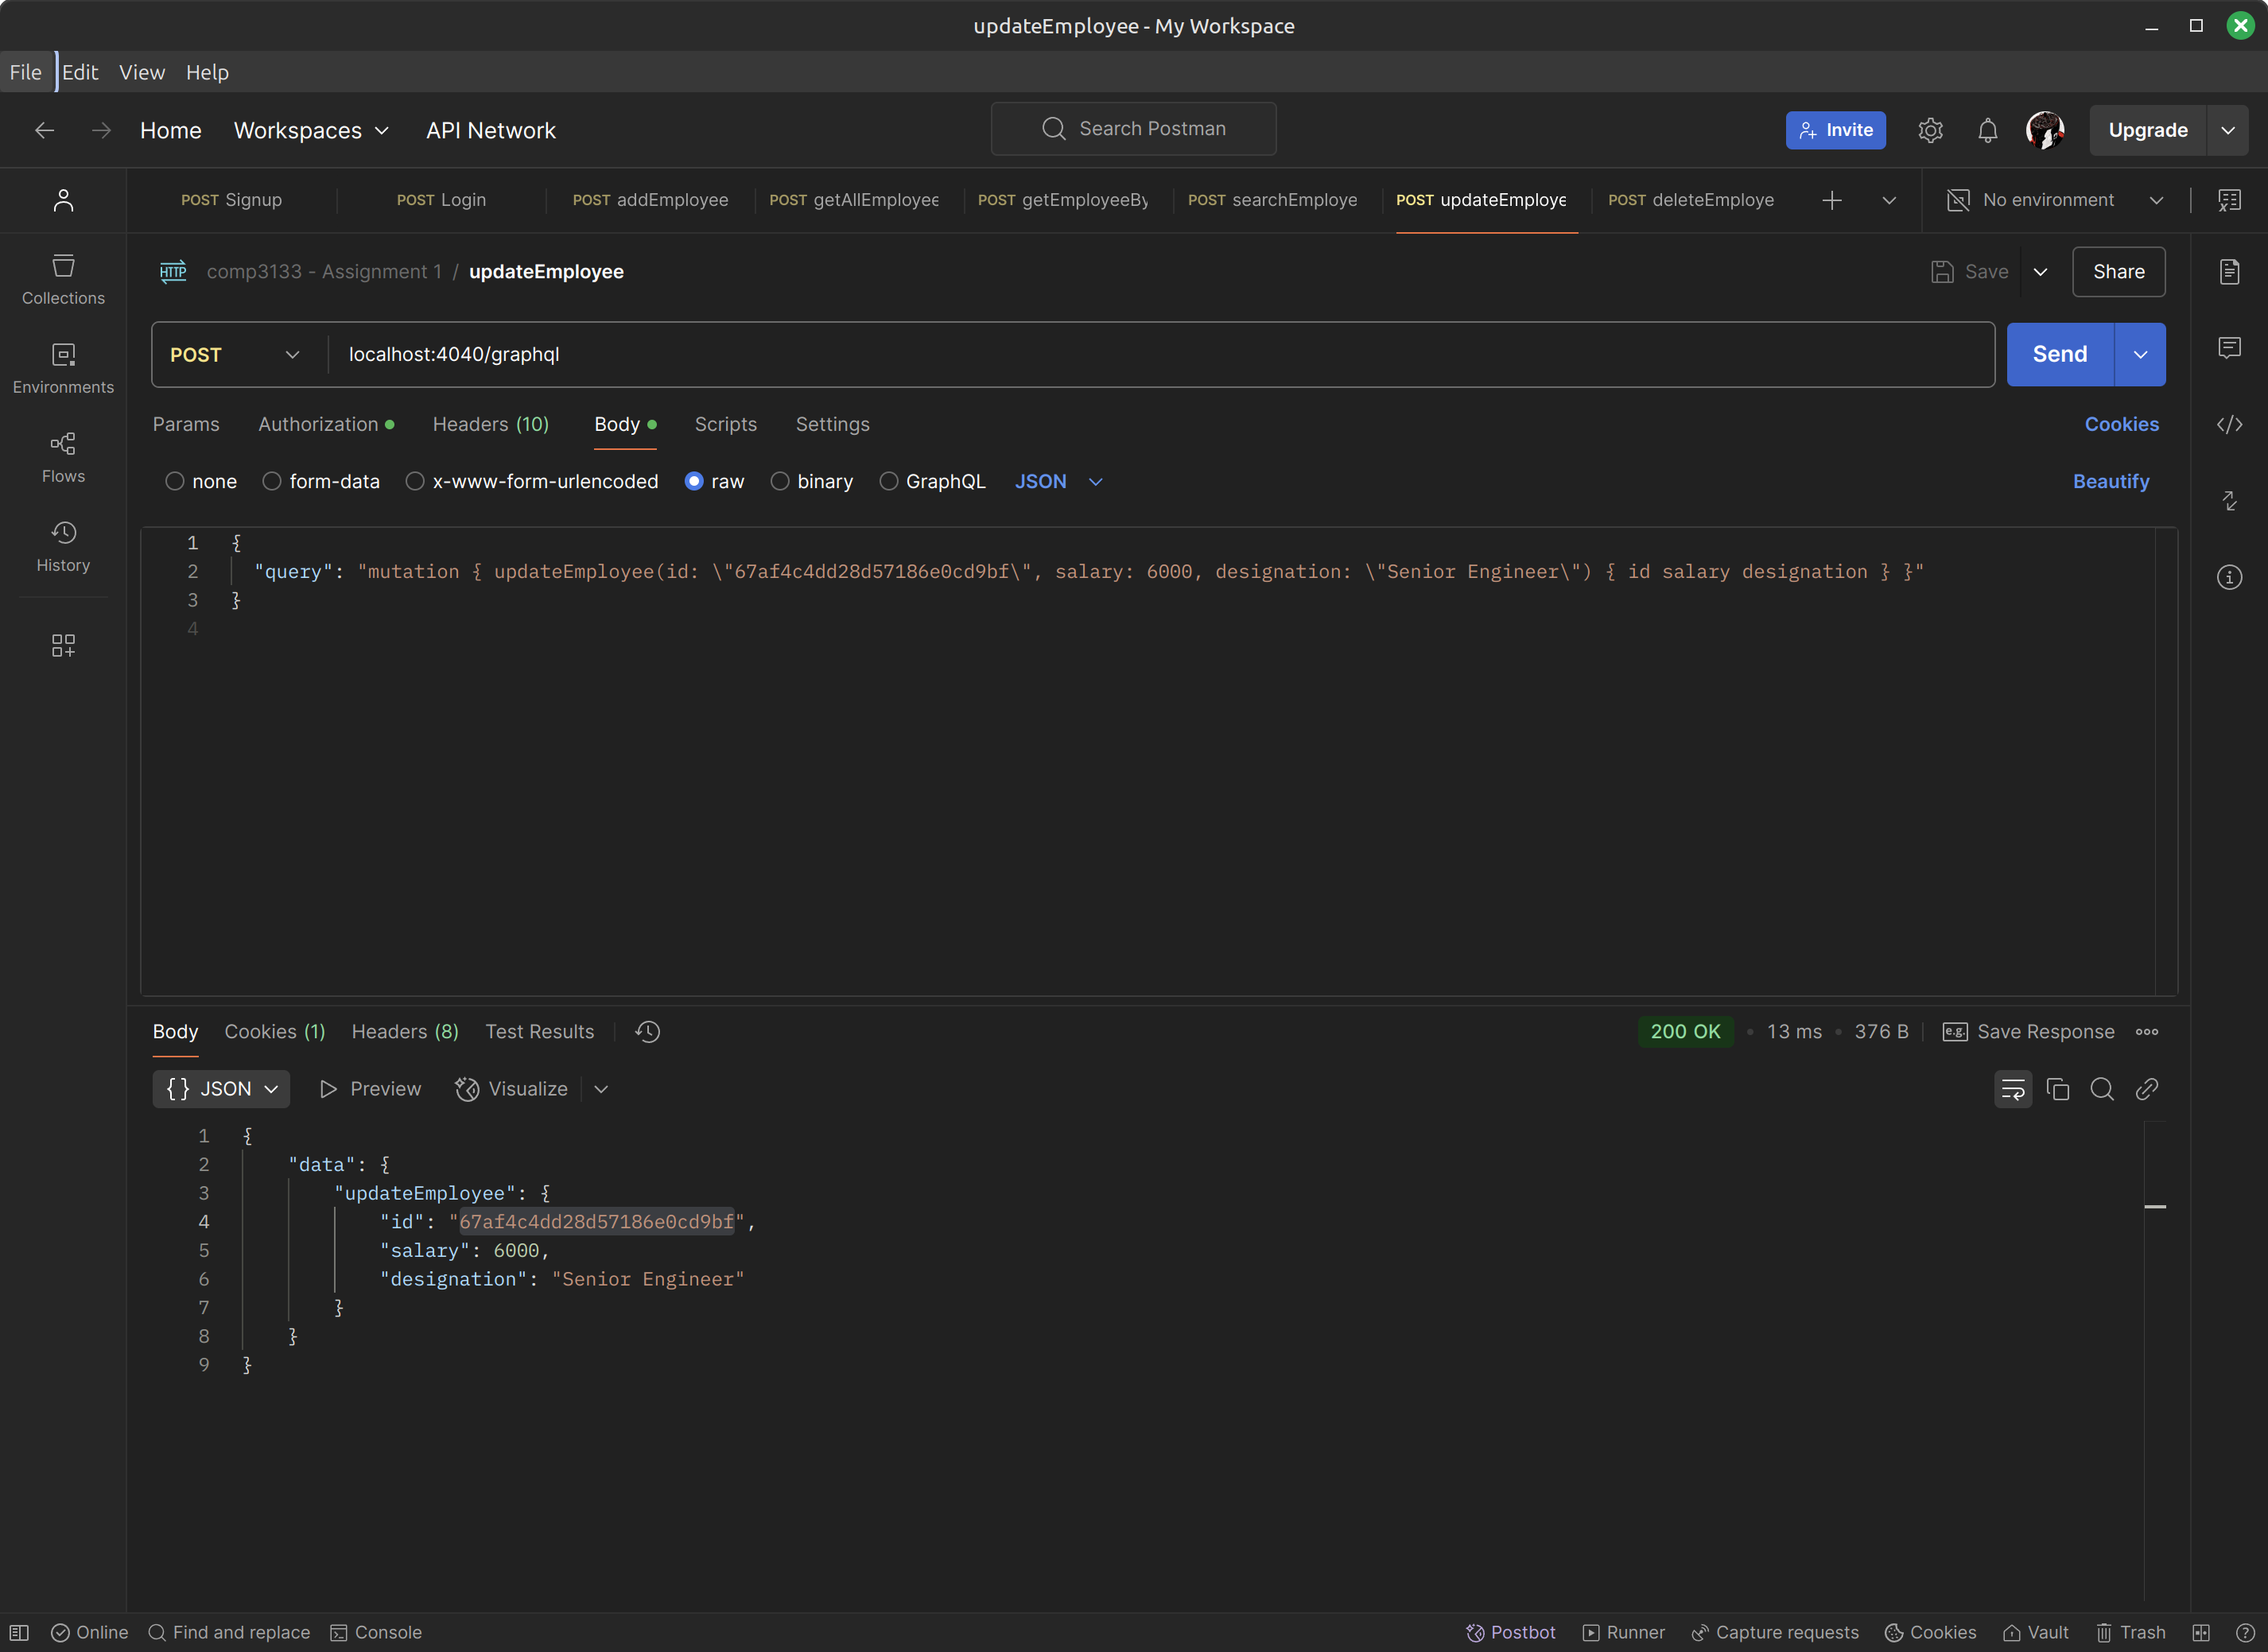 updateEmployee - My Workspace
File Edit View Help
Home Workspaces API Network Search Postman Invite Upgrade
POST Signup POST Login POST addEmployee POST getAllEmployee POST getEmployeeBy POST searchEmploye POST updateEmploye POST deleteEmploye No environment
HTTP comp3133 - Assignment 1 / updateEmployee Save Share
Collections
Environments
Flows
History
POST localhost:4040/graphql Send
Params Authorization Headers (10) Body Scripts Settings Cookies
none form-data x-www-form-urlencoded raw binary GraphQL JSON Beautify
1 {
2 "query": "mutation { updateEmployee(id: \"67af4c4dd28d57186e0cd9bf\", salary: 6000, designation: \"Senior Engineer\") { id salary designation } }"
3 }
4
Body Cookies (1) Headers (8) Test Results 200 OK • 13 ms • 376 B e.g. Save Response
{} JSON Preview Visualize
1 {
2 "data": {
3 "updateEmployee": {
4 "id": "67af4c4dd28d57186e0cd9bf",
5 "salary": 6000,
6 "designation": "Senior Engineer"
7 }
8 }
9 }
Online Find and replace Console Postbot Runner Capture requests Cookies Vault Trash